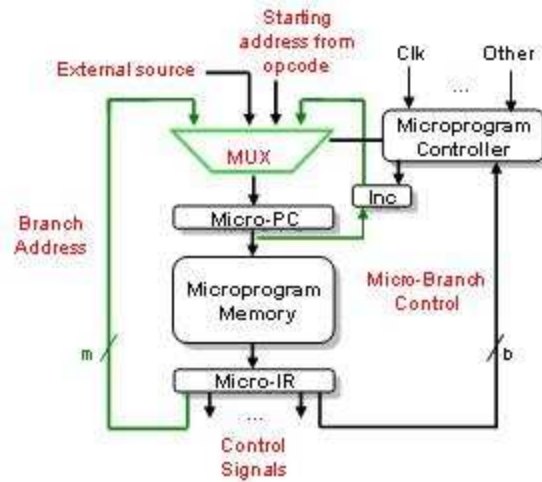 Starting
address from
opcode
External source
Clk
Other
...
Microprogram
Controller
MUX
Inc
Micro-PC
Branch
Address
Microprogram
Memory
Micro-Branch
Control
m
b
Micro-IR
...
Control
Signals